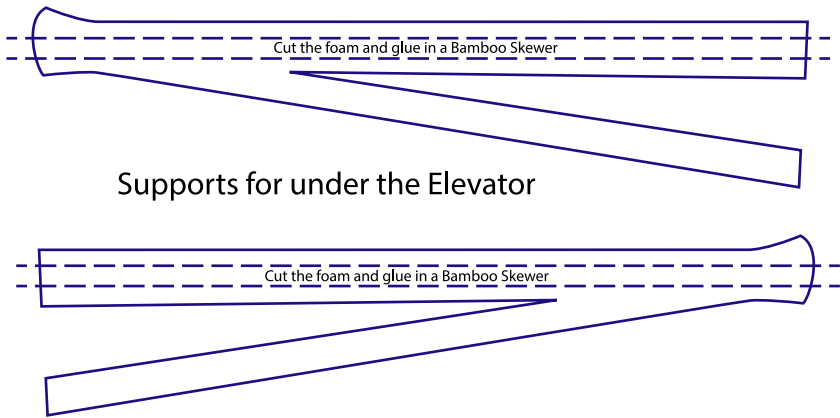 Cut the foam and glue in a Bamboo Skewer
Supports for under the Elevator
Cut the foam and glue in a Bamboo Skewer